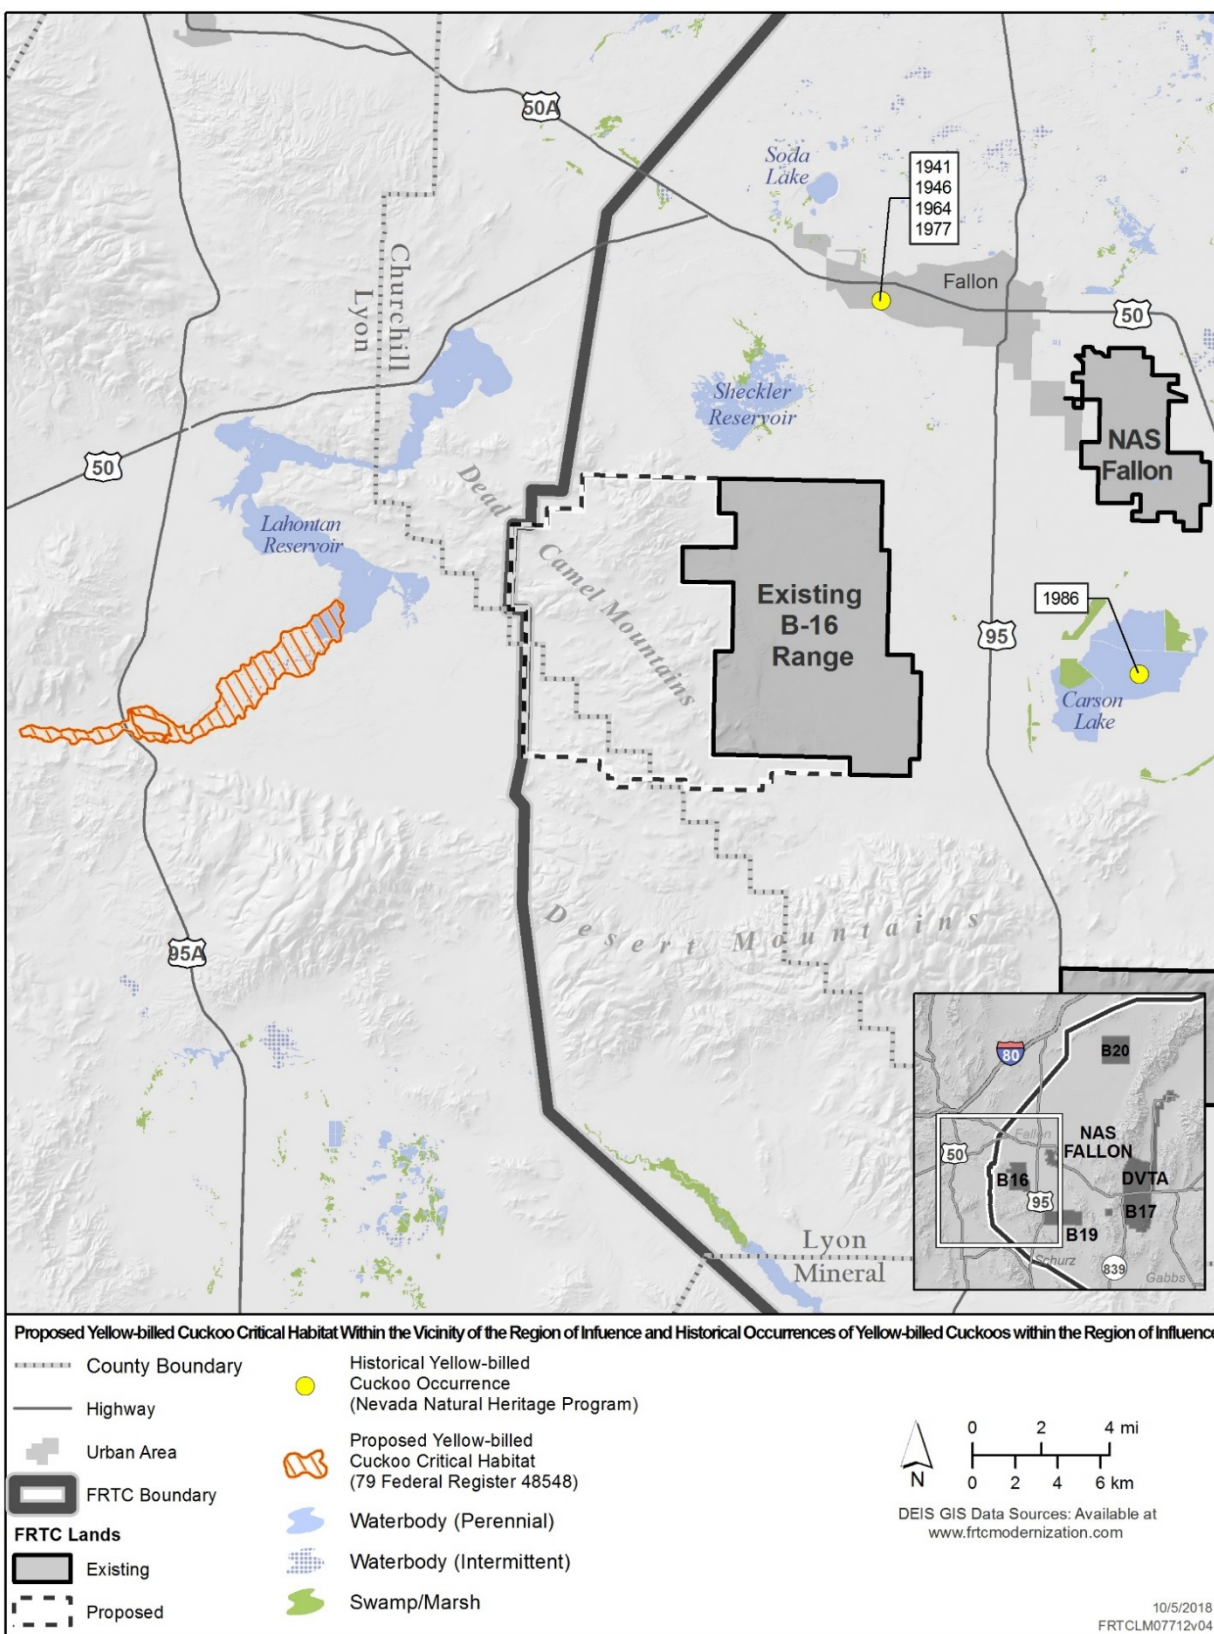 50A
Soda
Lake
1941
1946
1964
1977
Churchill
Lyon
Fallon
50
Sheckler
Reservoir
NAS
Fallon
50
Dead
Camel Mountains
Lahontan
Reservoir
Existing
B-16
Range
1986
95
Carson
Lake
Desert Mountains
95A
80
B20
Fallon
NAS
FALLON
50
B16
DVTA
95
B17
B19
Schurz
839
Gabbs
Lyon
Mineral
Proposed Yellow-billed Cuckoo Critical Habitat Within the Vicinity of the Region of Infuence and Historical Occurrences of Yellow-billed Cuckoos within the Region of Influence
County Boundary
Highway
Urban Area
FRTC Boundary
FRTC Lands
Existing
Proposed
Historical Yellow-billed
Cuckoo Occurrence
(Nevada Natural Heritage Program)
Proposed Yellow-billed
Cuckoo Critical Habitat
(79 Federal Register 48548)
Waterbody (Perennial)
Waterbody (Intermittent)
Swamp/Marsh
N
0 2 4 mi
0 2 4 6 km
DEIS GIS Data Sources: Available at
www.frtcmodernization.com
10/5/2018
FRTCLM07712v04